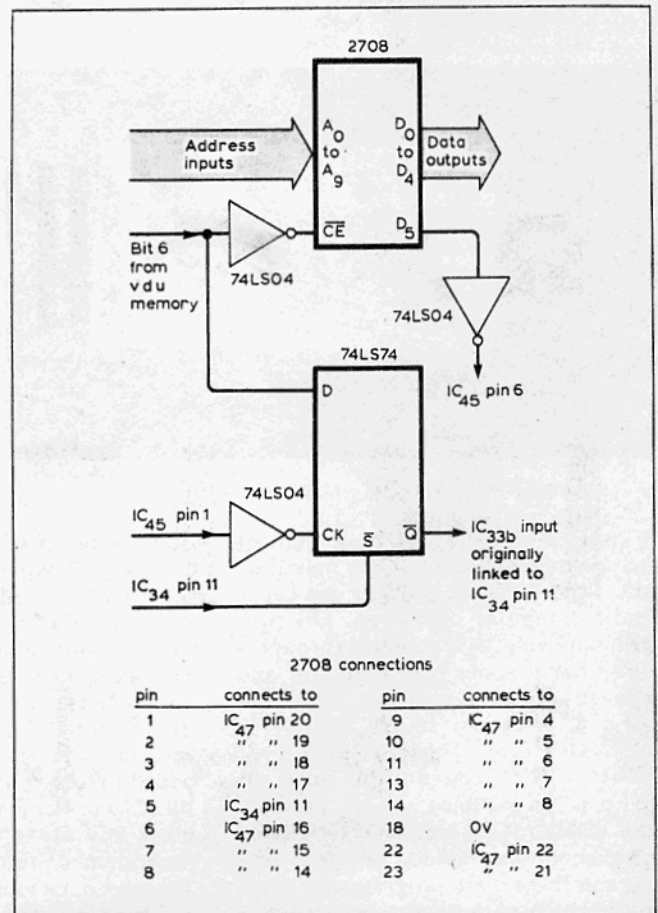 2708
Address
inputs
A0
to
A9
D0
to
D4
Data
outputs
Bit 6
from
vdu
memory
74LS04
CE
D5
74LS04
IC45 pin 6
74LS74
D
IC45 pin 1
74LS04
CK
S
Q
IC33b input
originally
linked to
IC34 pin 11
IC34 pin 11
2708 connections
pin connects to pin connects to
1 IC47 pin 20 9 IC47 pin 4
2 " " 19 10 " " 5
3 " " 18 11 " " 6
4 " " 17 13 " " 7
5 IC34 pin 11 14 " " 8
6 IC47 pin 16 18 OV
7 " " 15 22 IC47 pin 22
8 " " 14 23 " " 21